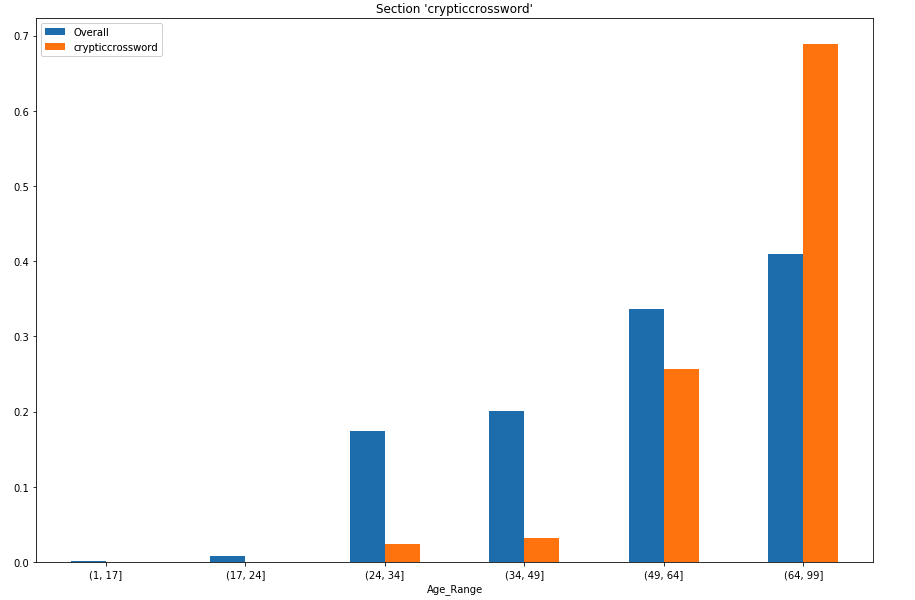 Section 'crypticcrossword'
Overall
crypticcrossword
0.7
0.6
0.5
0.4
0.3
0.2
0.1
0.0
(1, 17] (17, 24] (24, 34] (34, 49] (49, 64] (64, 99]
Age_Range